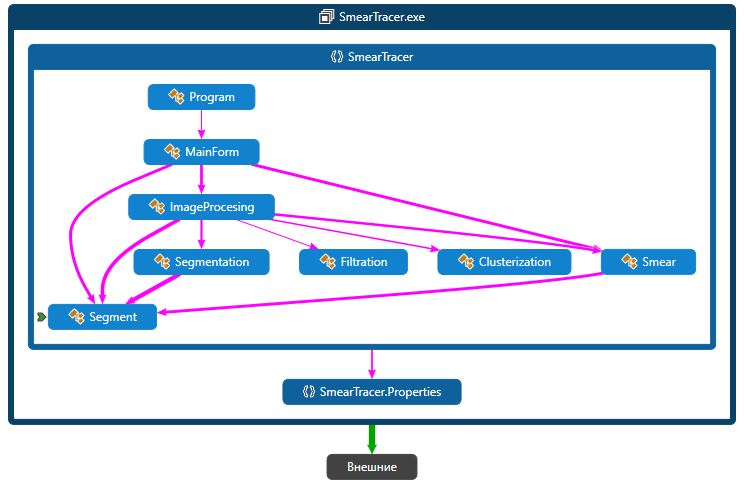 SmearTracer.exe
SmearTracer
Program
MainForm
ImageProcesing
Segmentation
Filtration
Clusterization
Smear
Segment
SmearTracer.Properties
Внешние